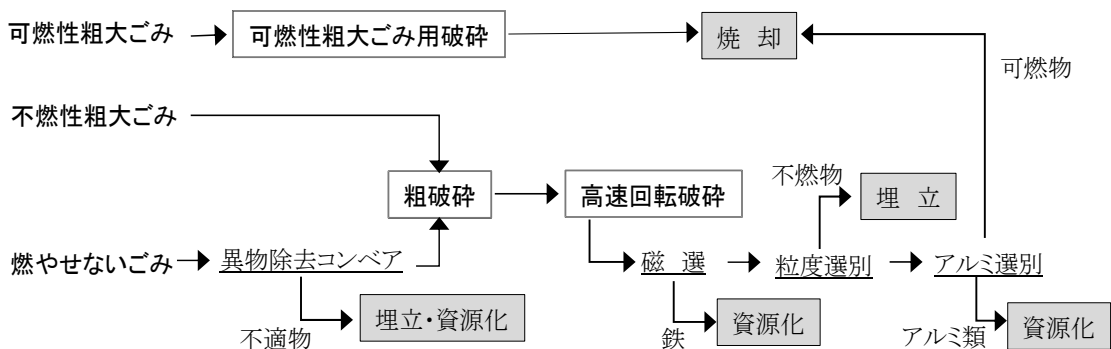 可燃性粗大ごみ
可燃性粗大ごみ用破砕
焼 却
可燃物
不燃性粗大ごみ
粗破砕
高速回転破砕
不燃物
埋 立
燃やせないごみ
異物除去コンベア
磁 選
粒度選別
アルミ選別
不適物
埋立・資源化
鉄
資源化
アルミ類
資源化